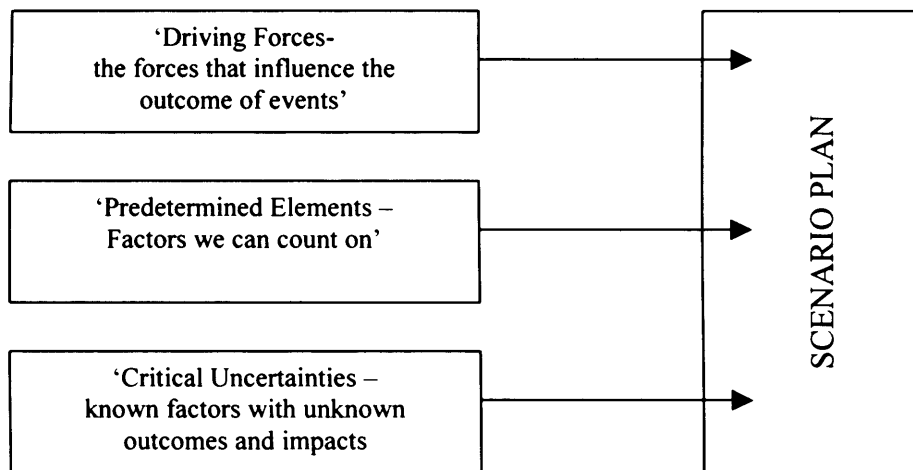 ‘Driving Forces-
the forces that influence the
outcome of events’
‘Predetermined Elements –
Factors we can count on’
‘Critical Uncertainties –
known factors with unknown
outcomes and impacts
SCENARIO PLAN